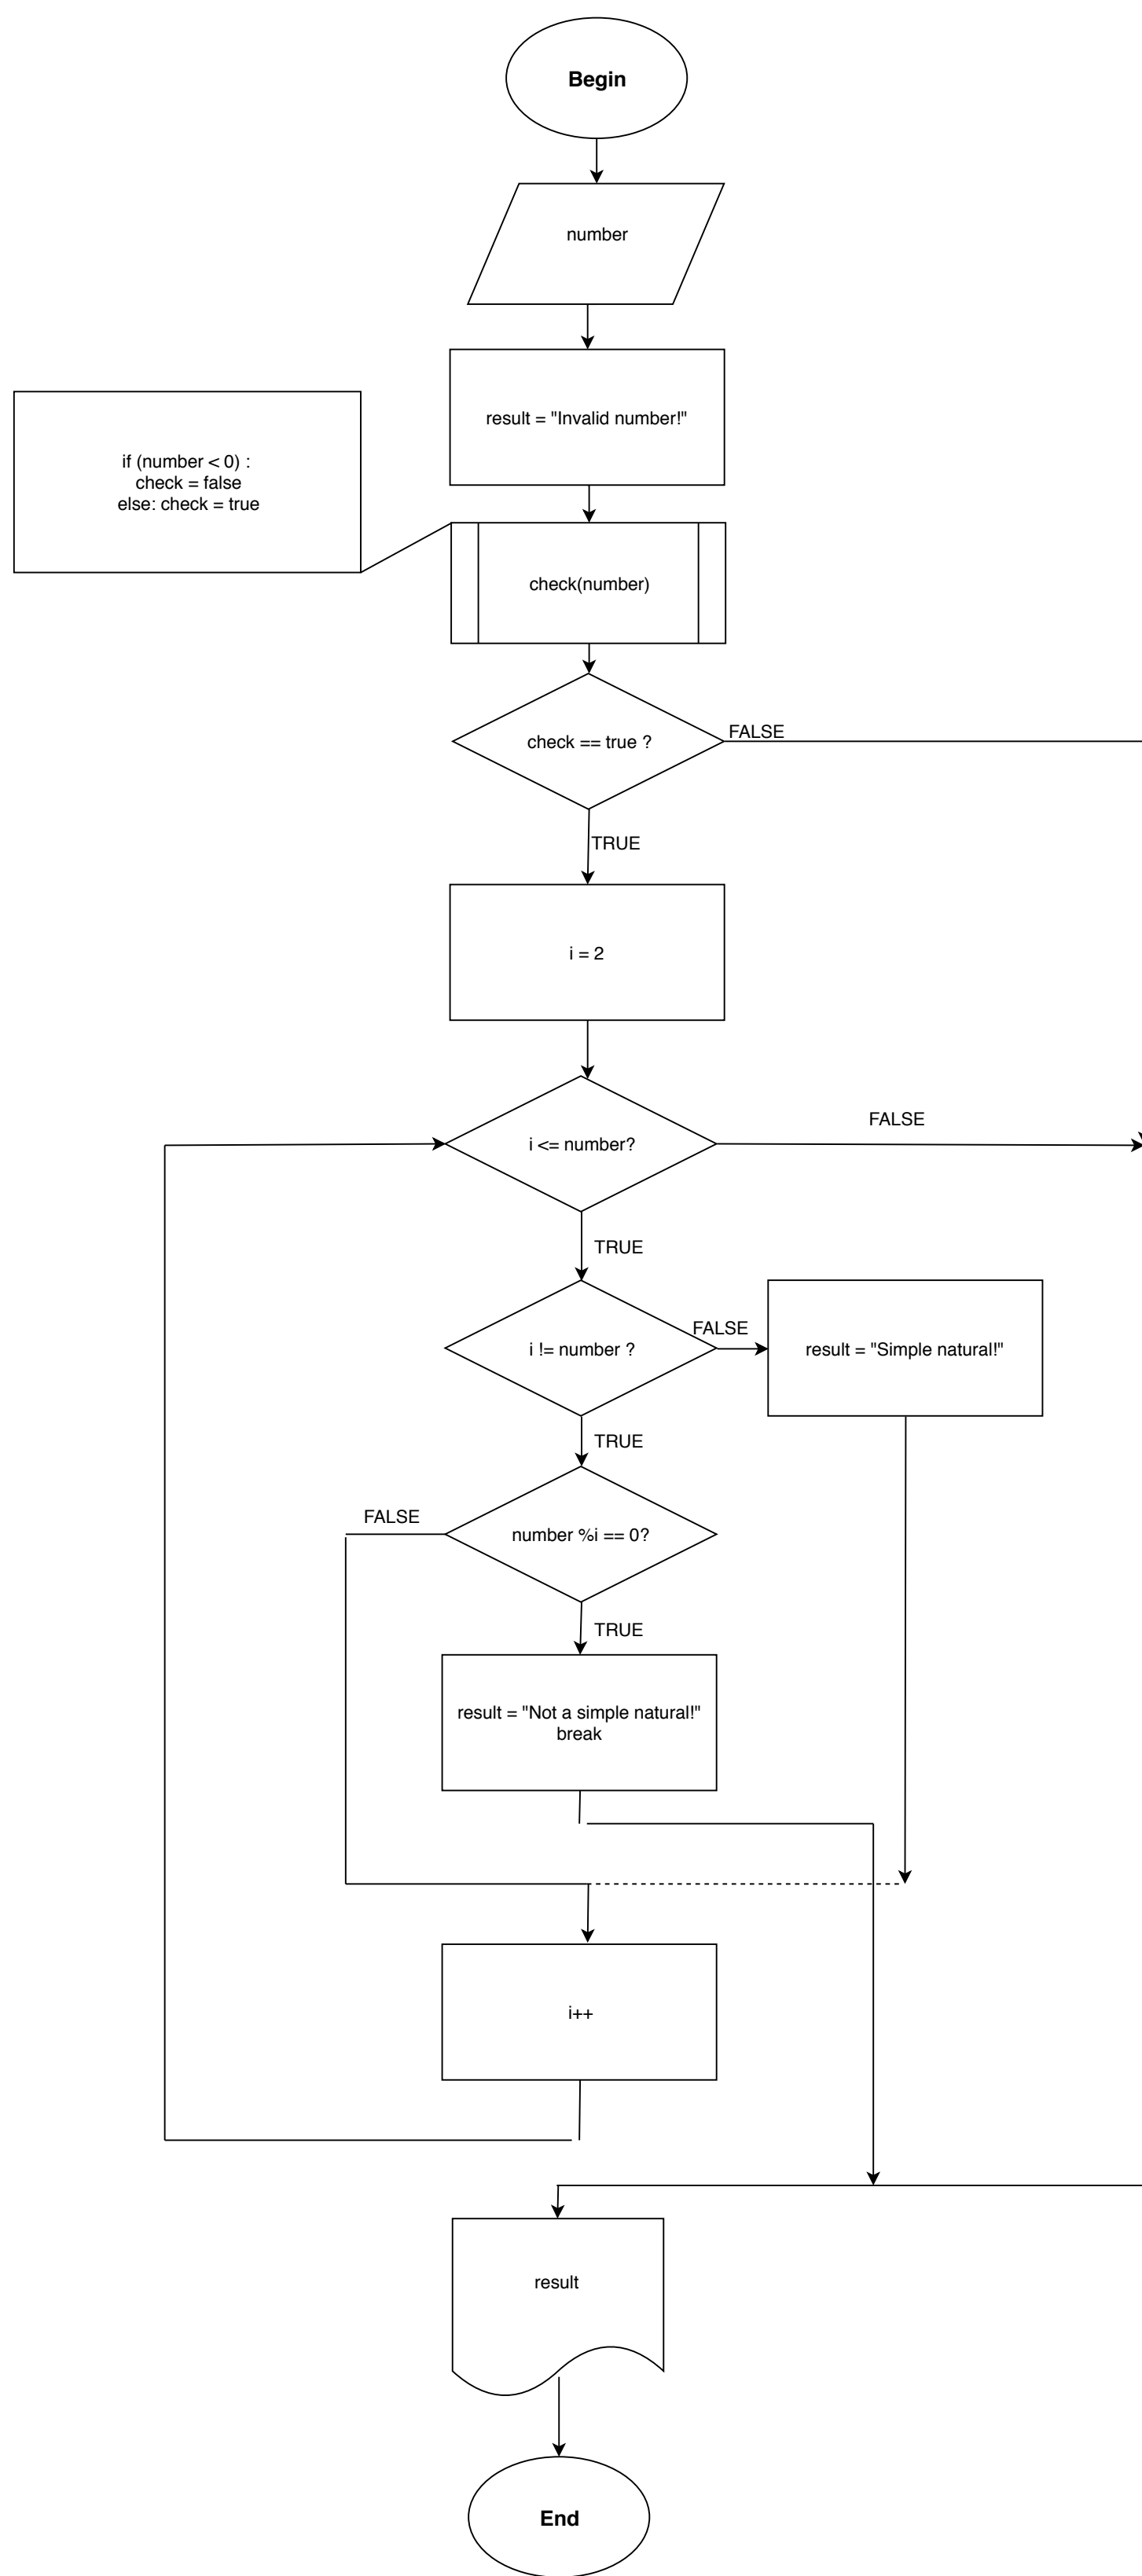 Begin
number
result = "Invalid number!"
if (number < 0) :
check = false
else: check = true
check(number)
check == true ?
FALSE
TRUE
i = 2
i <= number?
FALSE
TRUE
i != number ?
FALSE
result = "Simple natural!"
TRUE
number %i == 0?
FALSE
TRUE
result = "Not a simple natural!"
break
i++
result
End